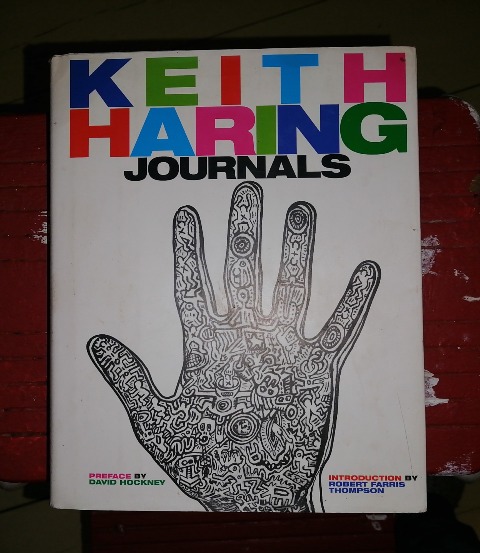 KEITH
HARING
JOURNALS
PREFACE BY
DAVID HOCKNEY
INTRODUCTION BY
ROBERT FARRIS
THOMPSON